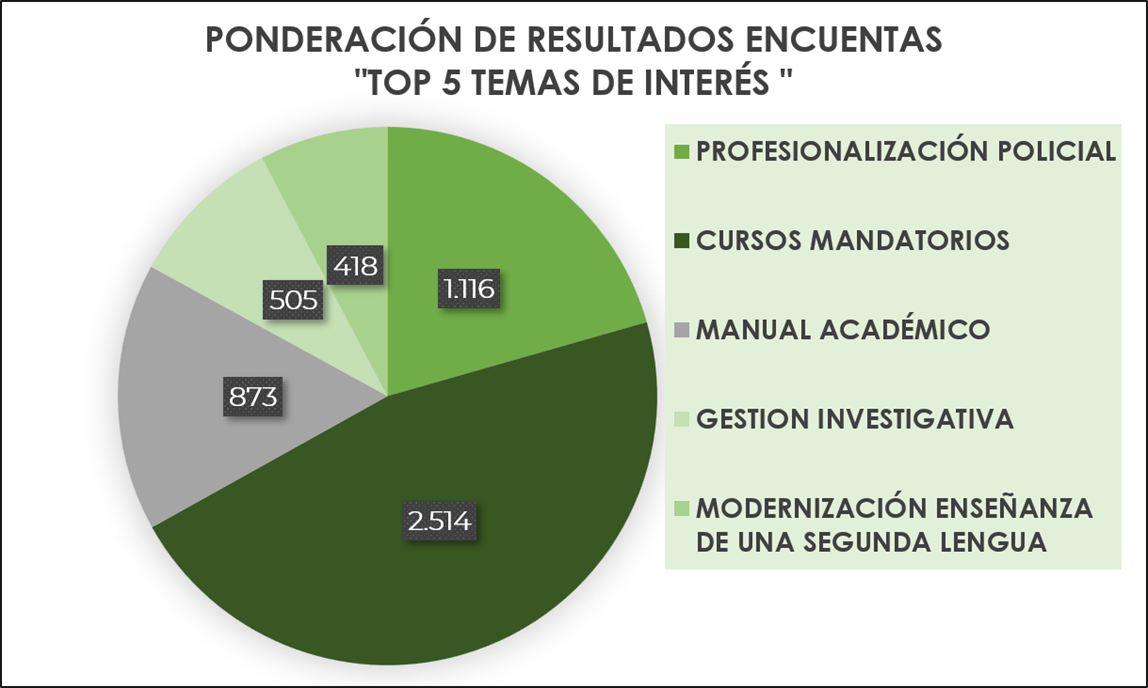 PONDERACIÓN DE RESULTADOS ENCUENTAS
"TOP 5 TEMAS DE INTERÉS "
418
1.116
505
873
2.514
PROFESIONALIZACIÓN POLICIAL
CURSOS MANDATORIOS
MANUAL ACADÉMICO
GESTION INVESTIGATIVA
MODERNIZACIÓN ENSEÑANZA
DE UNA SEGUNDA LENGUA